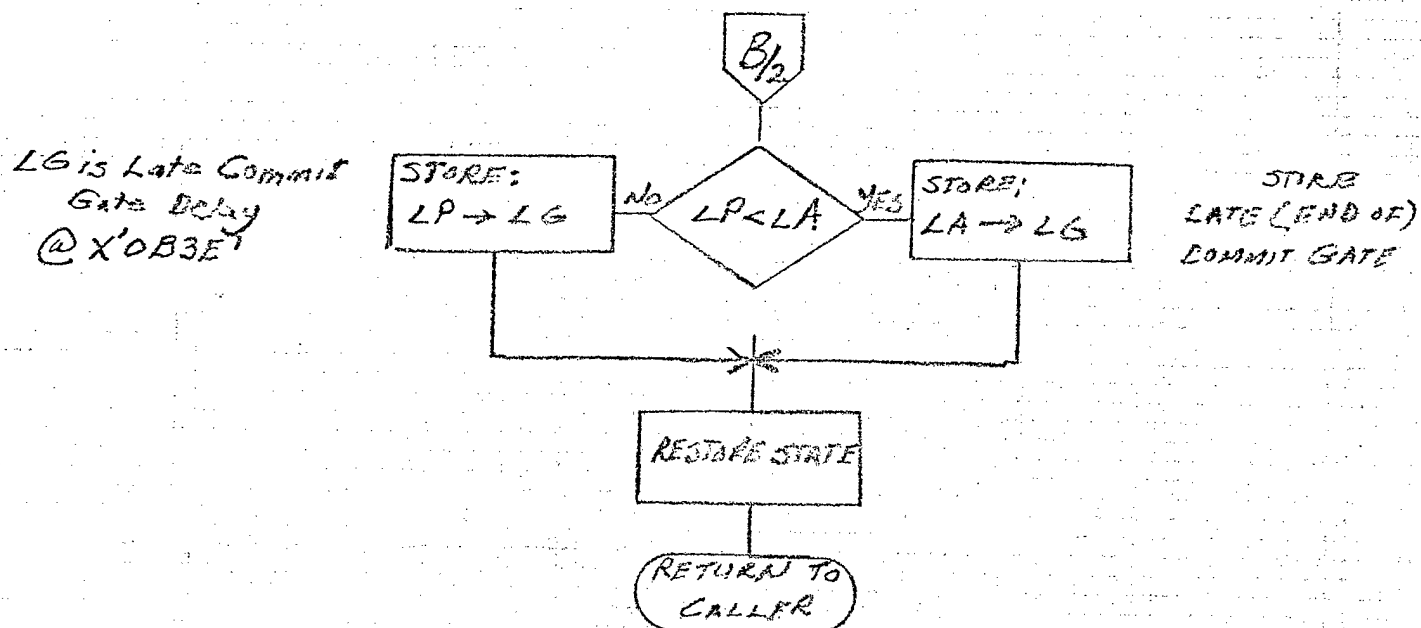 B/2
LG is Late Commit
Gate Delay
@ X'0B3E'
STORE:
LP → LG
NO
LP < LA
YES
STORE:
LA → LG
STORE
LATE (END OF)
COMMIT GATE
RESTORE STATE
RETURN TO
CALLER